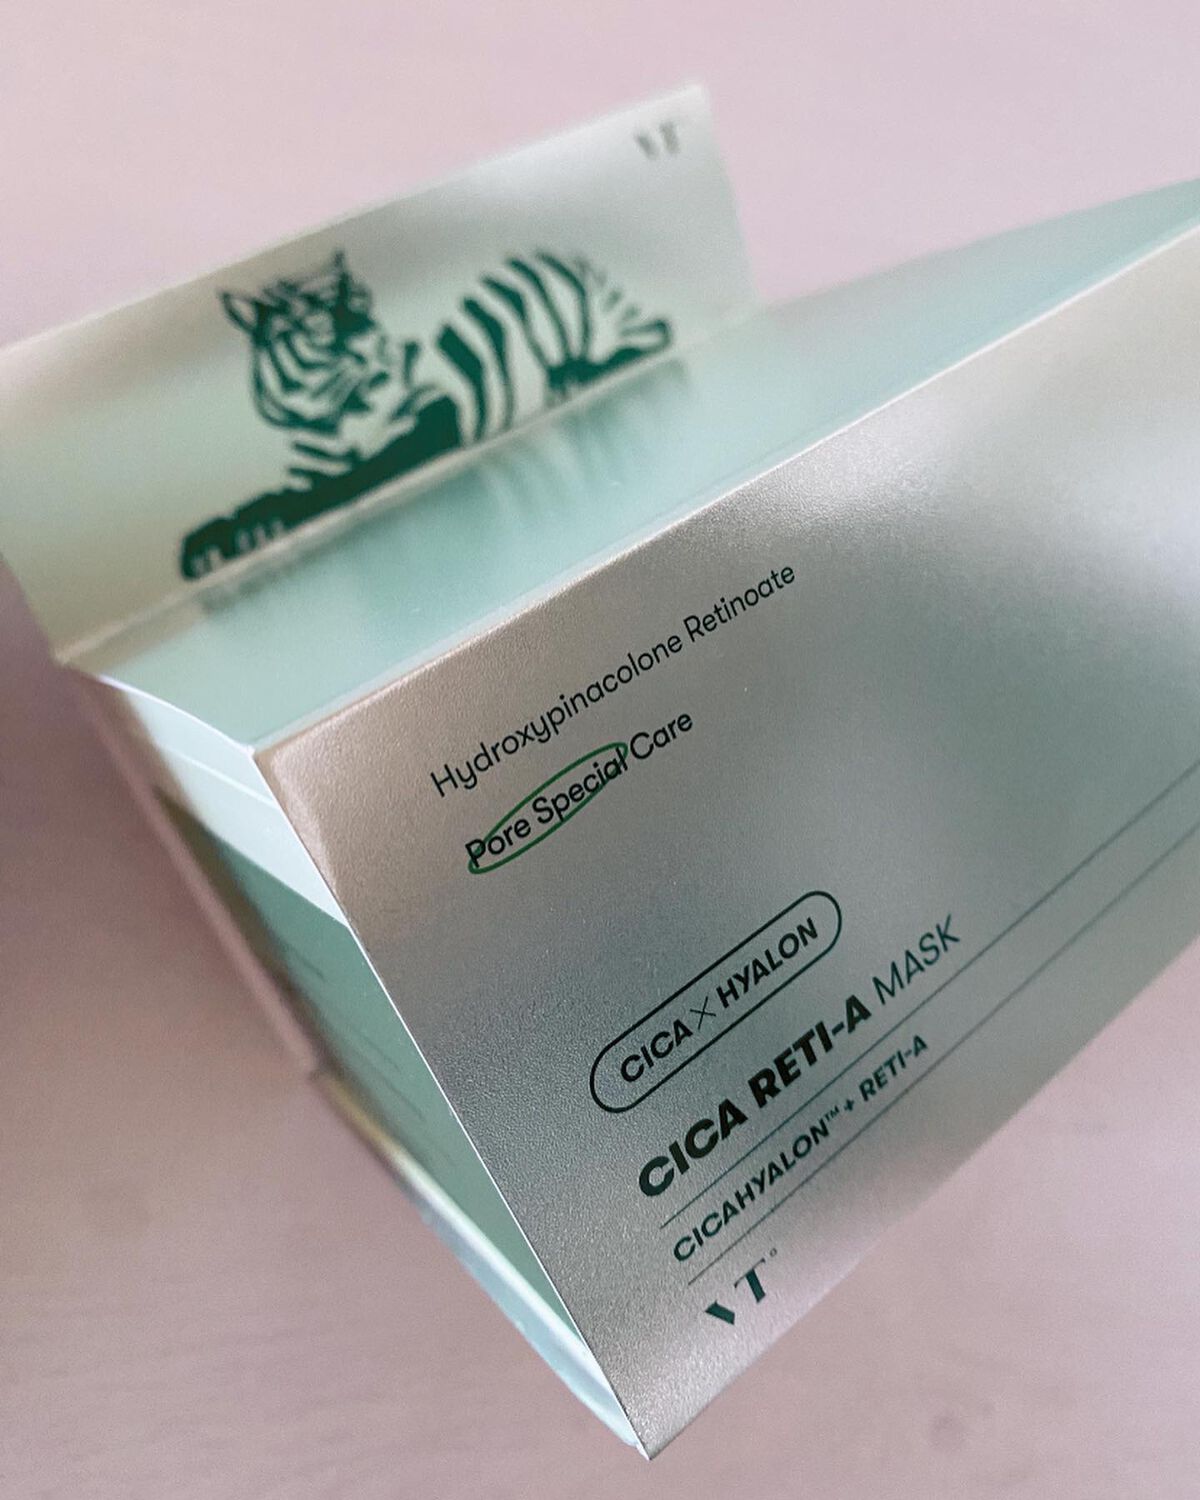 VT
Hydroxypinacolone Retinoate
Pore Special Care
CICA × HYALON
CICA RETI-A MASK
CICAHYALON™ + RETI-A
VT